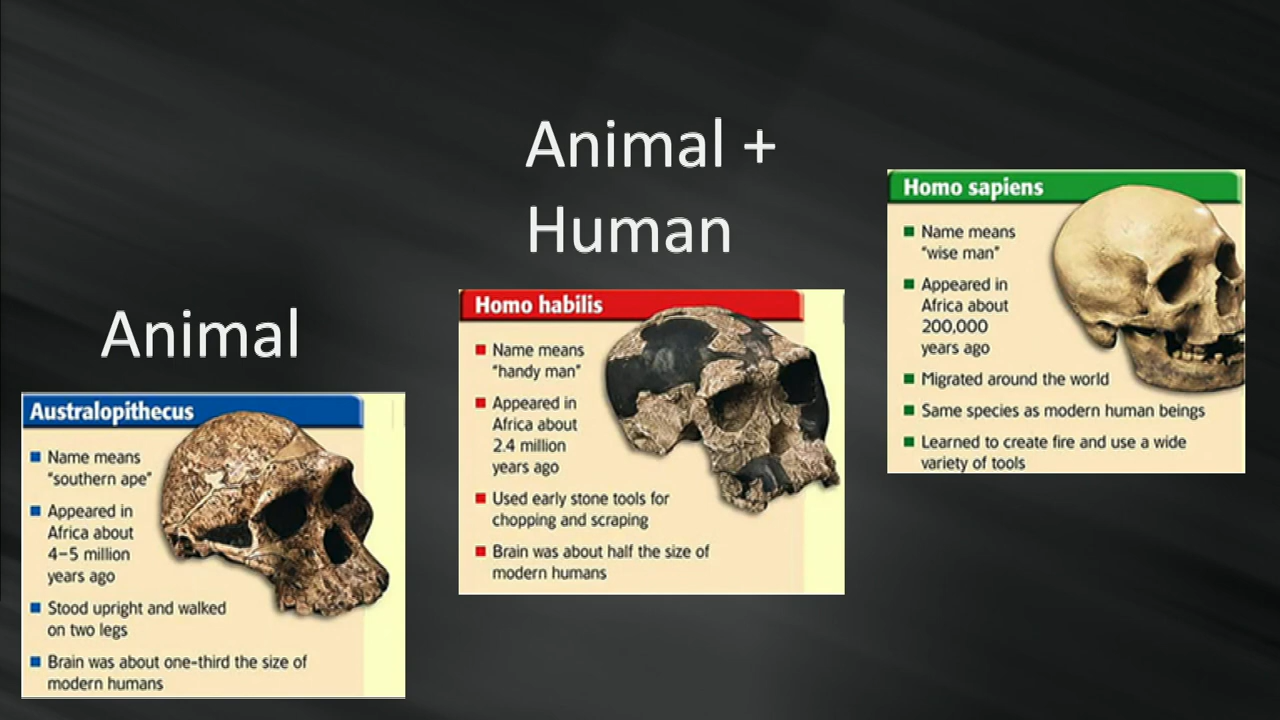 Animal
Australopithecus
Name means
“southern ape”
Appeared in
Africa about
4–5 million
years ago
Stood upright and walked
on two legs
Brain was about one-third the size of
modern humans
Animal +
Human
Homo habilis
Name means
“handy man”
Appeared in
Africa about
2.4 million
years ago
Used early stone tools for
chopping and scraping
Brain was about half the size of
modern humans
Homo sapiens
Name means
“wise man”
Appeared in
Africa about
200,000
years ago
Migrated around the world
Same species as modern human beings
Learned to create fire and use a wide
variety of tools